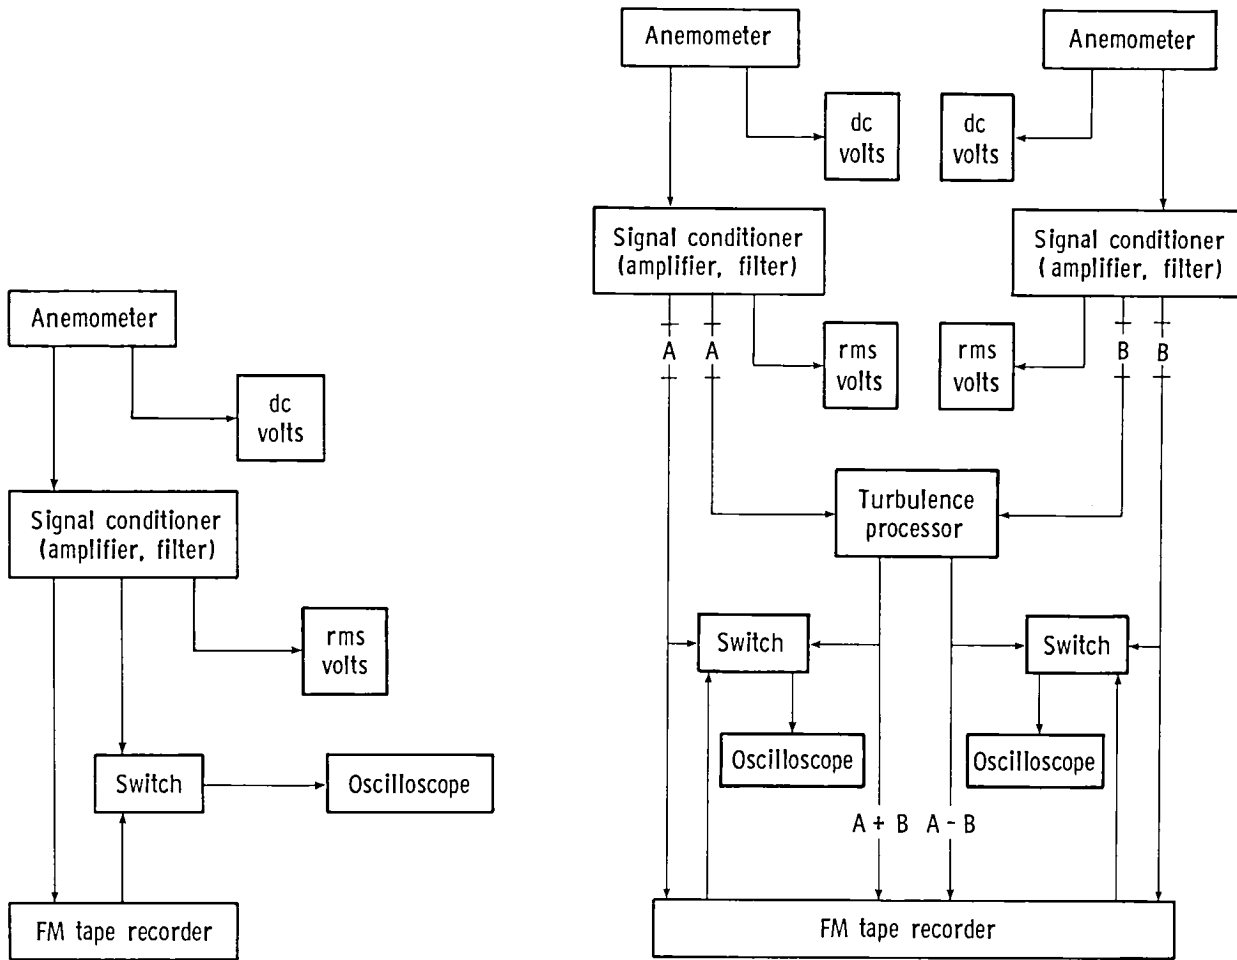 Anemometer
dc
volts
Signal conditioner
(amplifier, filter)
rms
volts
Switch
Oscilloscope
FM tape recorder
Anemometer
Anemometer
dc
volts
dc
volts
Signal conditioner
(amplifier, filter)
Signal conditioner
(amplifier, filter)
A
A
rms
volts
rms
volts
B
B
Turbulence
processor
Switch
Switch
Oscilloscope
Oscilloscope
A + B
A - B
FM tape recorder